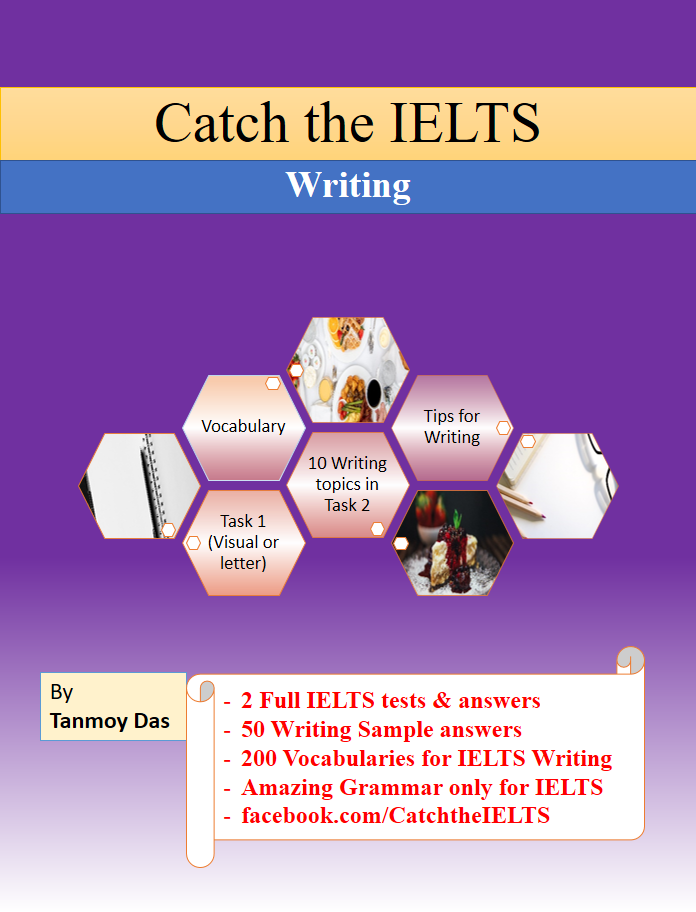 Catch the IELTS
Writing
Vocabulary
Tips for
Writing
10 Writing
topics in
Task 2
Task 1
(Visual or
letter)
By
Tanmoy Das
- 2 Full IELTS tests & answers
- 50 Writing Sample answers
- 200 Vocabularies for IELTS Writing
- Amazing Grammar only for IELTS
- facebook.com/CatchtheIELTS